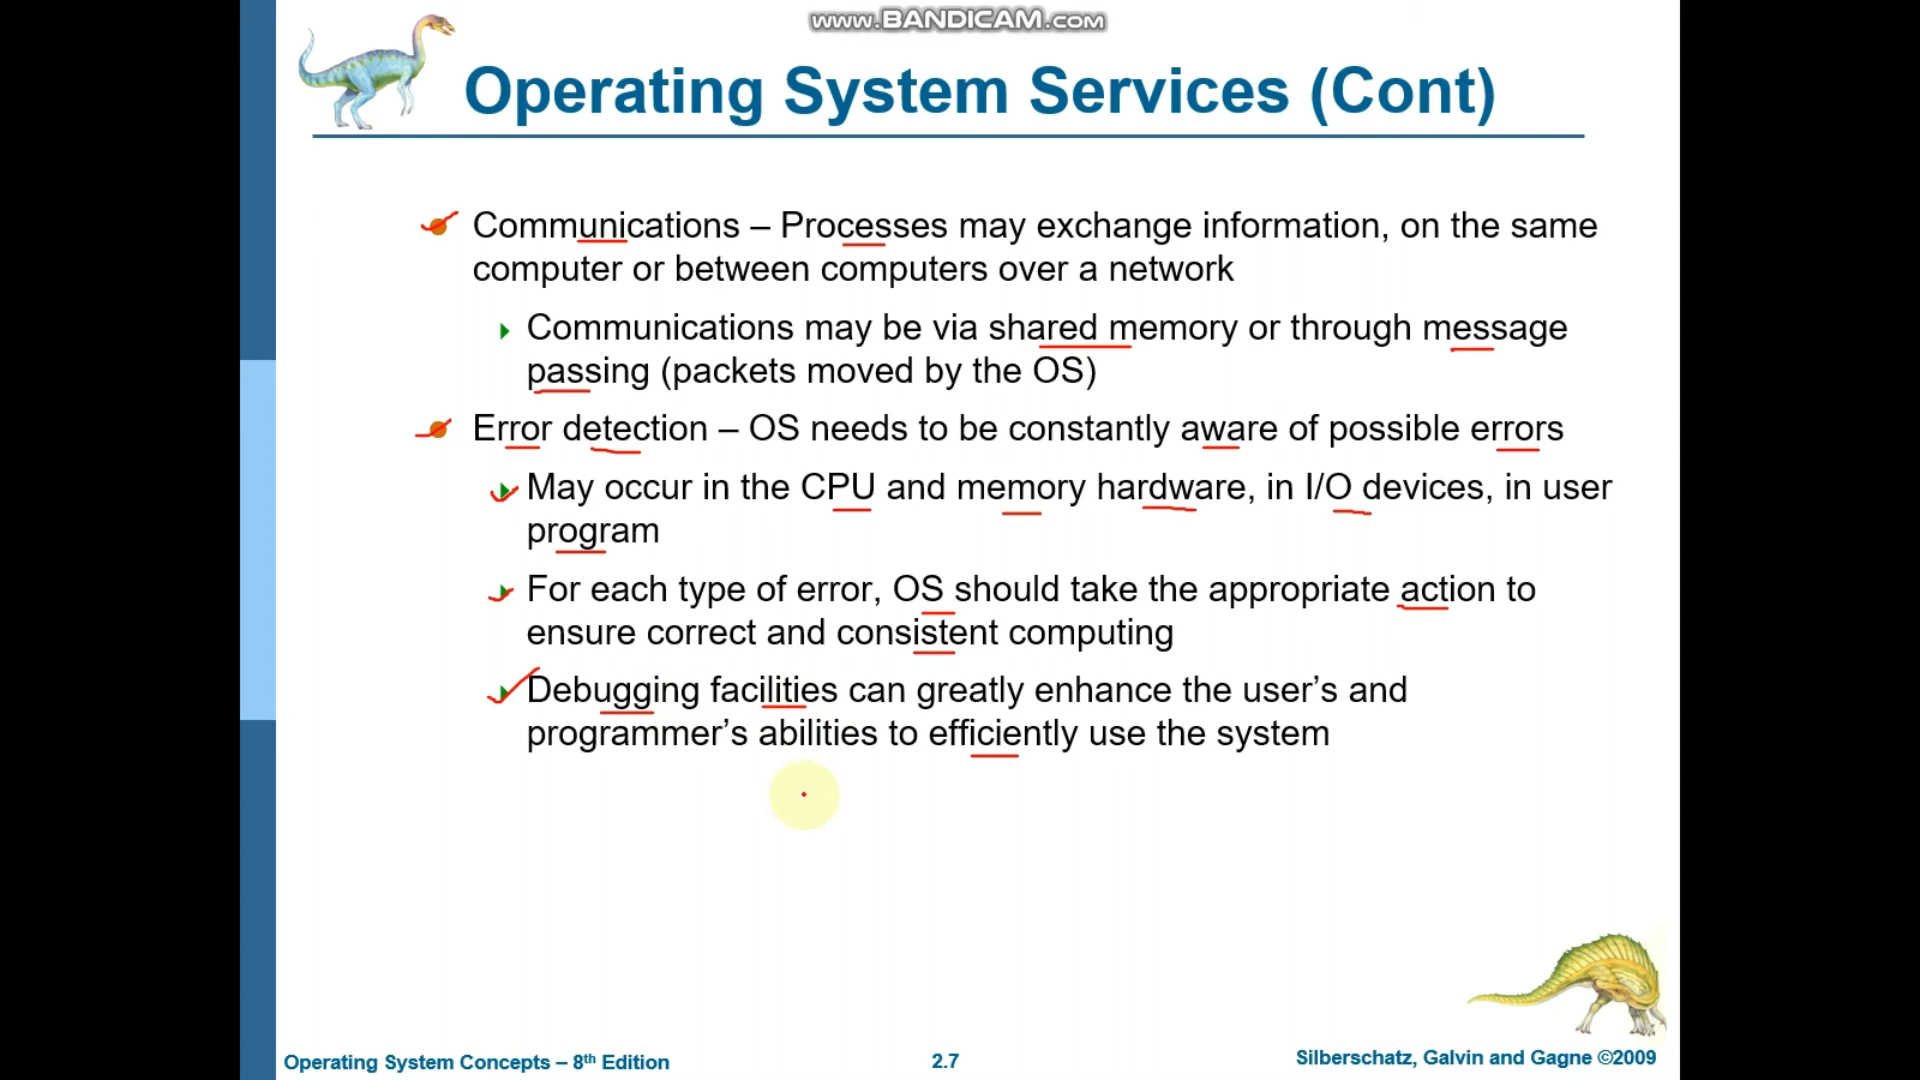 www.BANDICAM.com
Operating System Services (Cont)
Communications – Processes may exchange information, on the same
computer or between computers over a network
Communications may be via shared memory or through message
passing (packets moved by the OS)
Error detection – OS needs to be constantly aware of possible errors
May occur in the CPU and memory hardware, in I/O devices, in user
program
For each type of error, OS should take the appropriate action to
ensure correct and consistent computing
Debugging facilities can greatly enhance the user’s and
programmer’s abilities to efficiently use the system
Operating System Concepts – 8th Edition
2.7
Silberschatz, Galvin and Gagne ©2009